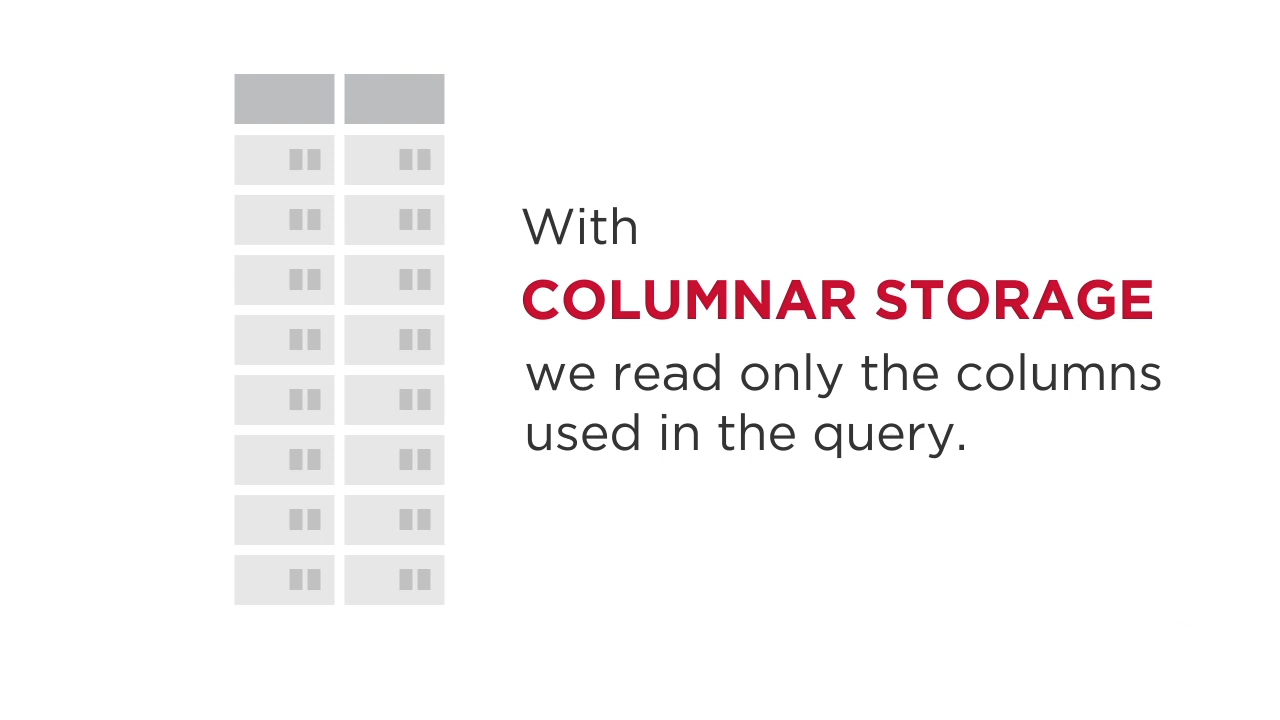 With
COLUMNAR STORAGE
we read only the columns
used in the query.